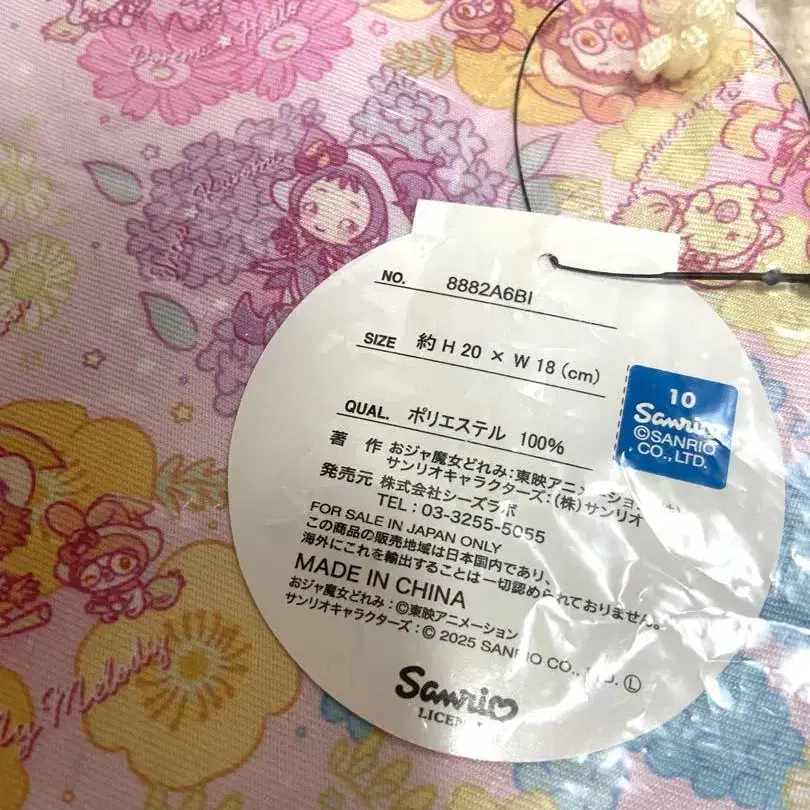 Doremi★Hello
My Melody
NO. 8882A6BI
SIZE 約 H 20 × W 18 (cm)
QUAL. ポリエステル 100%
著 作 おジャ魔女どれみ:東映アニメーション
サンリオキャラクターズ:(株)サンリオ
発売元 株式会社シーズラボ
TEL:03-3255-5055
FOR SALE IN JAPAN ONLY
この商品の販売地域は日本国内であり、
海外にこれを輸出することは一切認められておりません。
MADE IN CHINA
おジャ魔女どれみ:©東映アニメーション
サンリオキャラクターズ:© 2025 SANRIO CO., LTD. Ⓛ
Sanrio
10
Sanrio
©SANRIO
CO.,LTD.